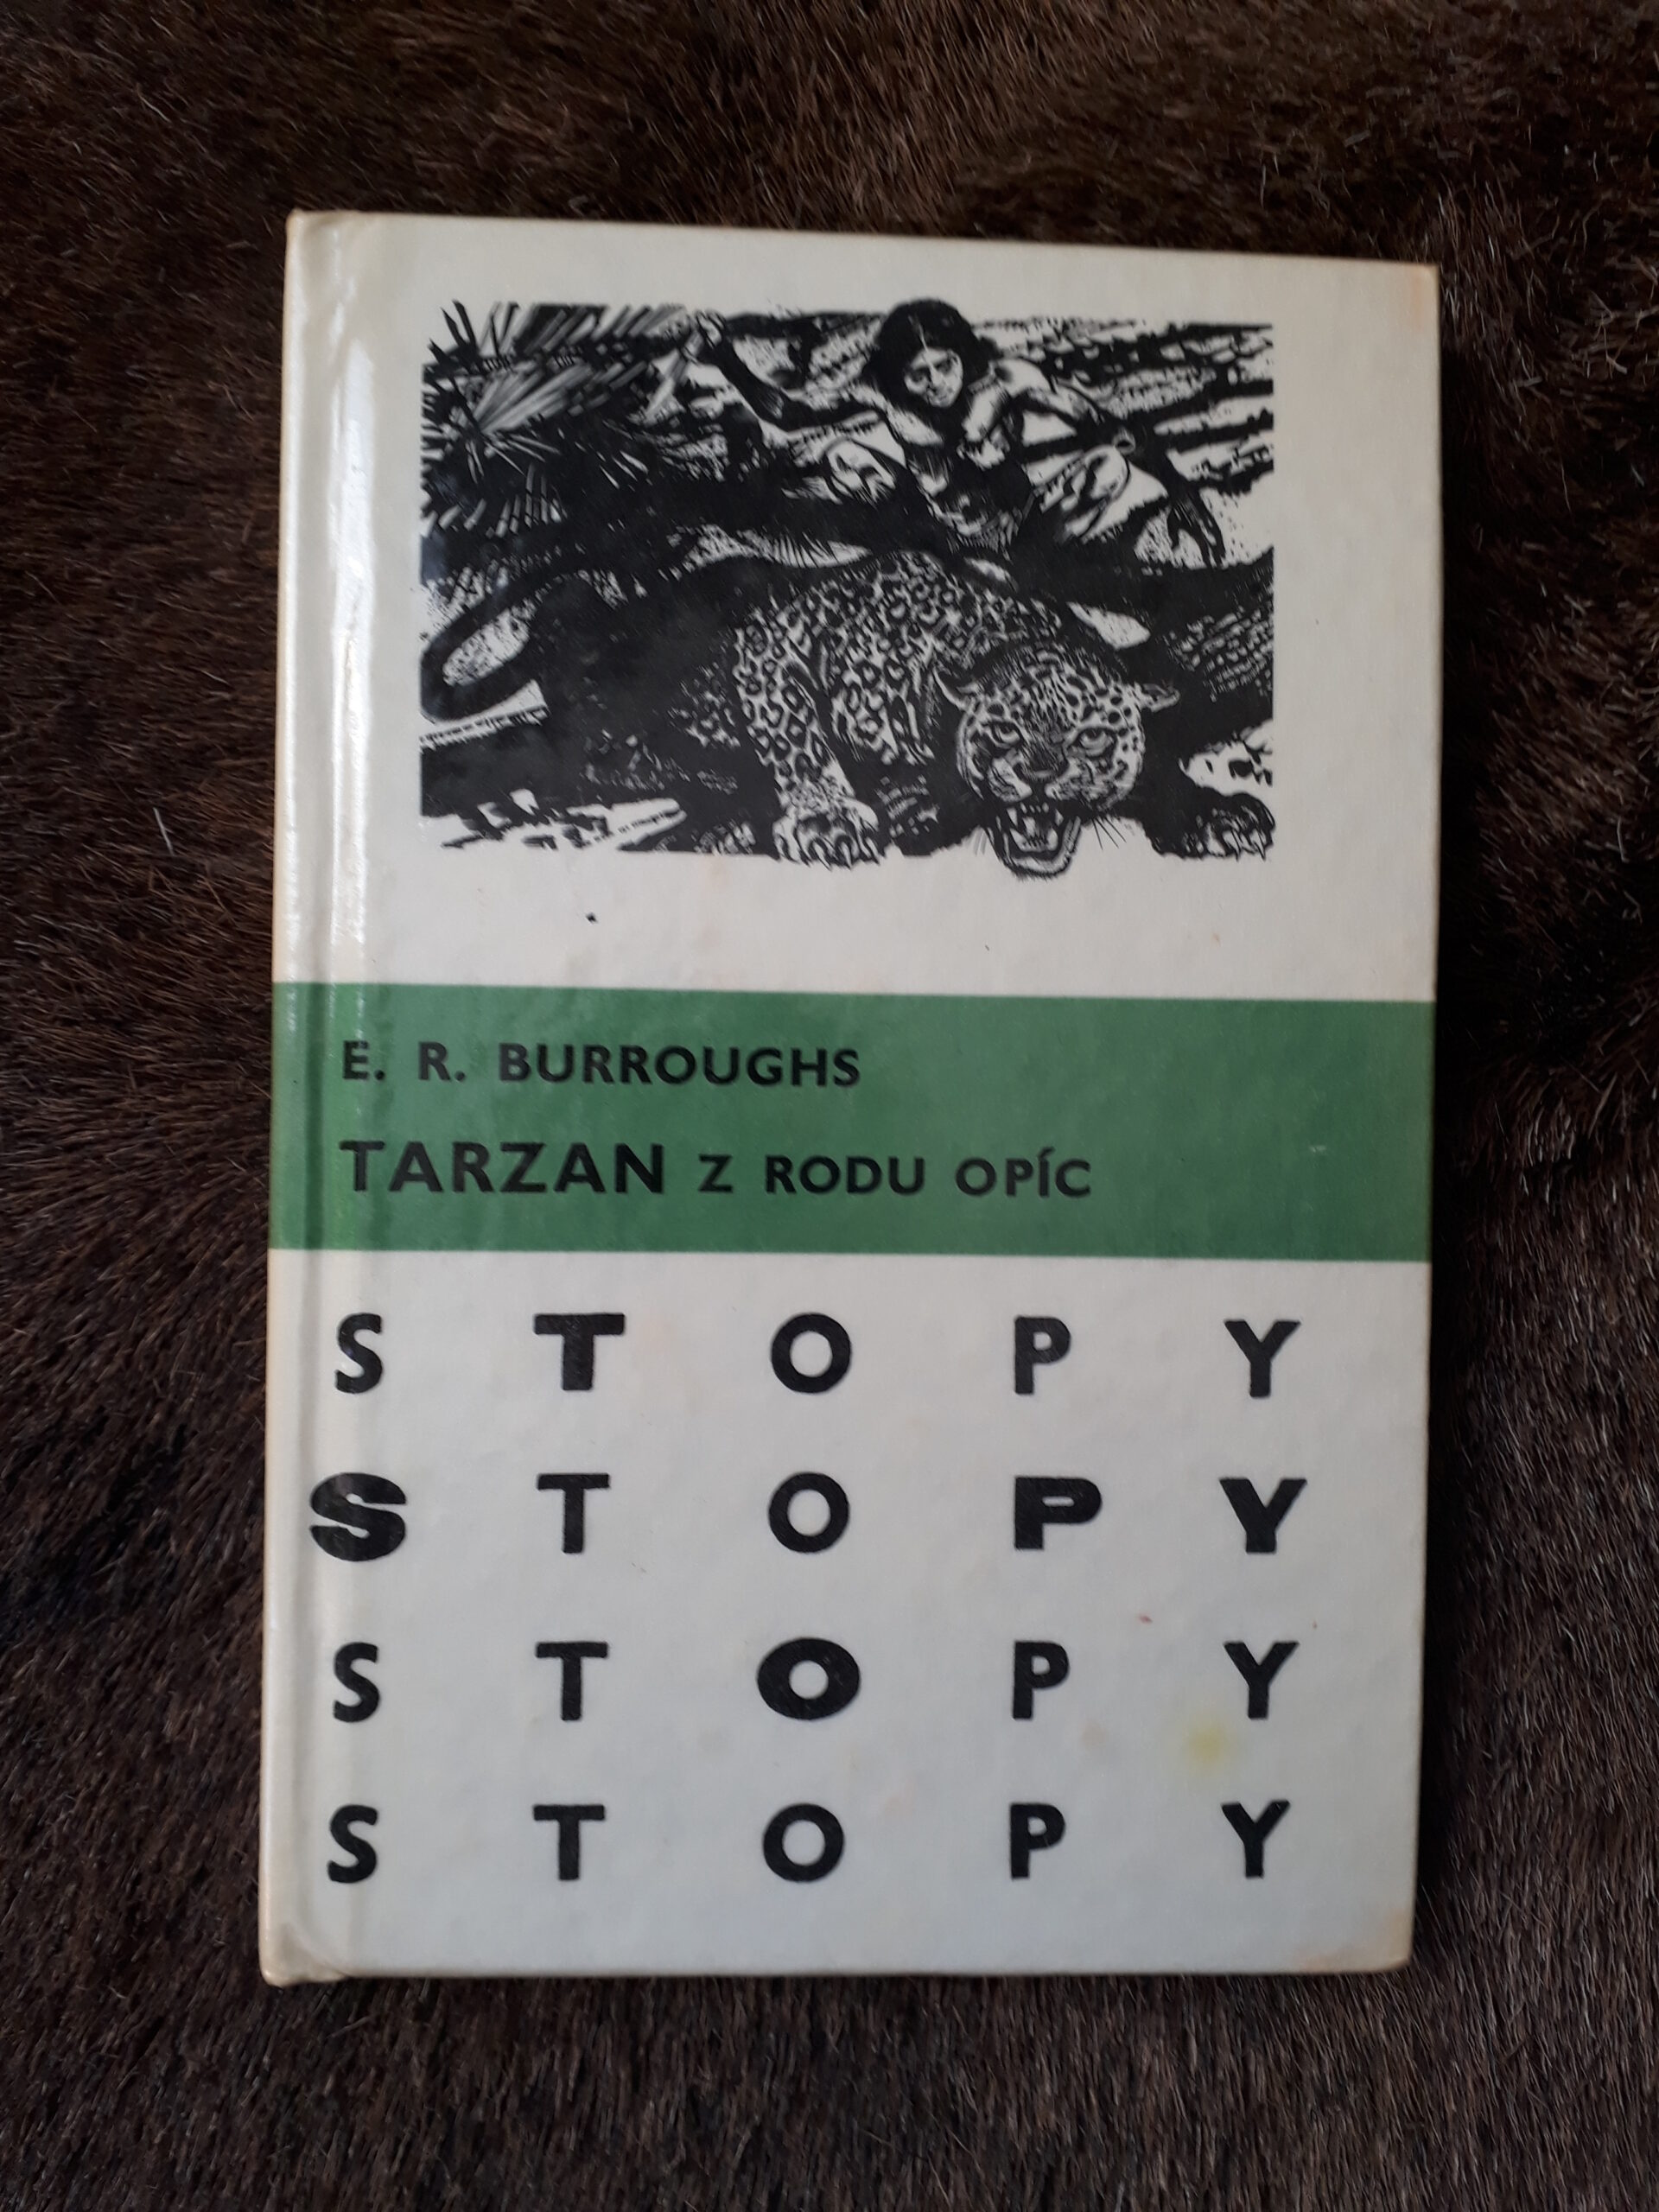 E. R. BURROUGHS
TARZAN Z RODU OPÍC
S T O P Y
S T O P Y
S T O P Y
S T O P Y